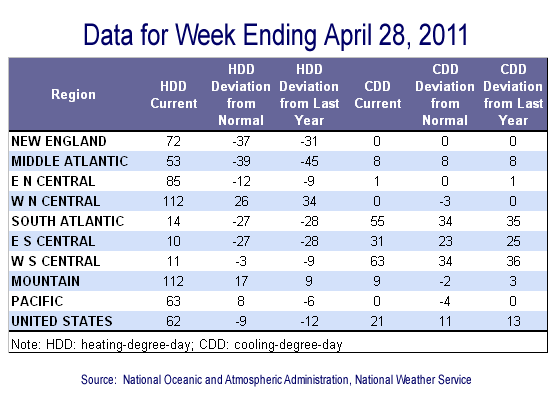 Data for Week Ending April 28, 2011
Region HDD Current HDD Deviation from Normal HDD Deviation from Last Year CDD Current CDD Deviation from Normal CDD Deviation from Last Year
NEW ENGLAND 72 -37 -31 0 0 0
MIDDLE ATLANTIC 53 -39 -45 8 8 8
E N CENTRAL 85 -12 -9 1 0 1
W N CENTRAL 112 26 34 0 -3 0
SOUTH ATLANTIC 14 -27 -28 55 34 35
E S CENTRAL 10 -27 -28 31 23 25
W S CENTRAL 11 -3 -9 63 34 36
MOUNTAIN 112 17 9 9 -2 3
PACIFIC 63 8 -6 0 -4 0
UNITED STATES 62 -9 -12 21 11 13
Note: HDD: heating-degree-day; CDD: cooling-degree-day
Source: National Oceanic and Atmospheric Administration, National Weather Service